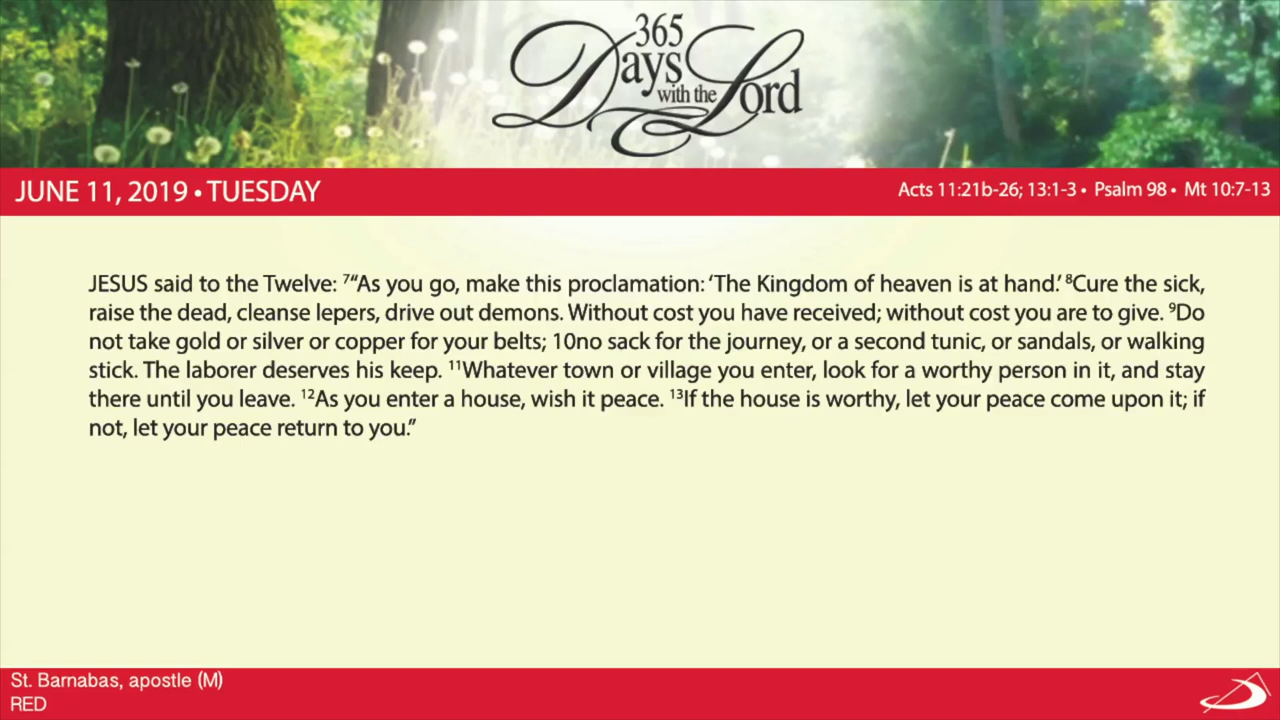 365
Days
with the Lord
JUNE 11, 2019 • TUESDAY
Acts 11:21b-26; 13:1-3 • Psalm 98 • Mt 10:7-13
JESUS said to the Twelve: ⁷“As you go, make this proclamation: ‘The Kingdom of heaven is at hand.’ ⁸Cure the sick,
raise the dead, cleanse lepers, drive out demons. Without cost you have received; without cost you are to give. ⁹Do
not take gold or silver or copper for your belts; 10no sack for the journey, or a second tunic, or sandals, or walking
stick. The laborer deserves his keep. ¹¹Whatever town or village you enter, look for a worthy person in it, and stay
there until you leave. ¹²As you enter a house, wish it peace. ¹³If the house is worthy, let your peace come upon it; if
not, let your peace return to you.”
St. Barnabas, apostle (M)
RED